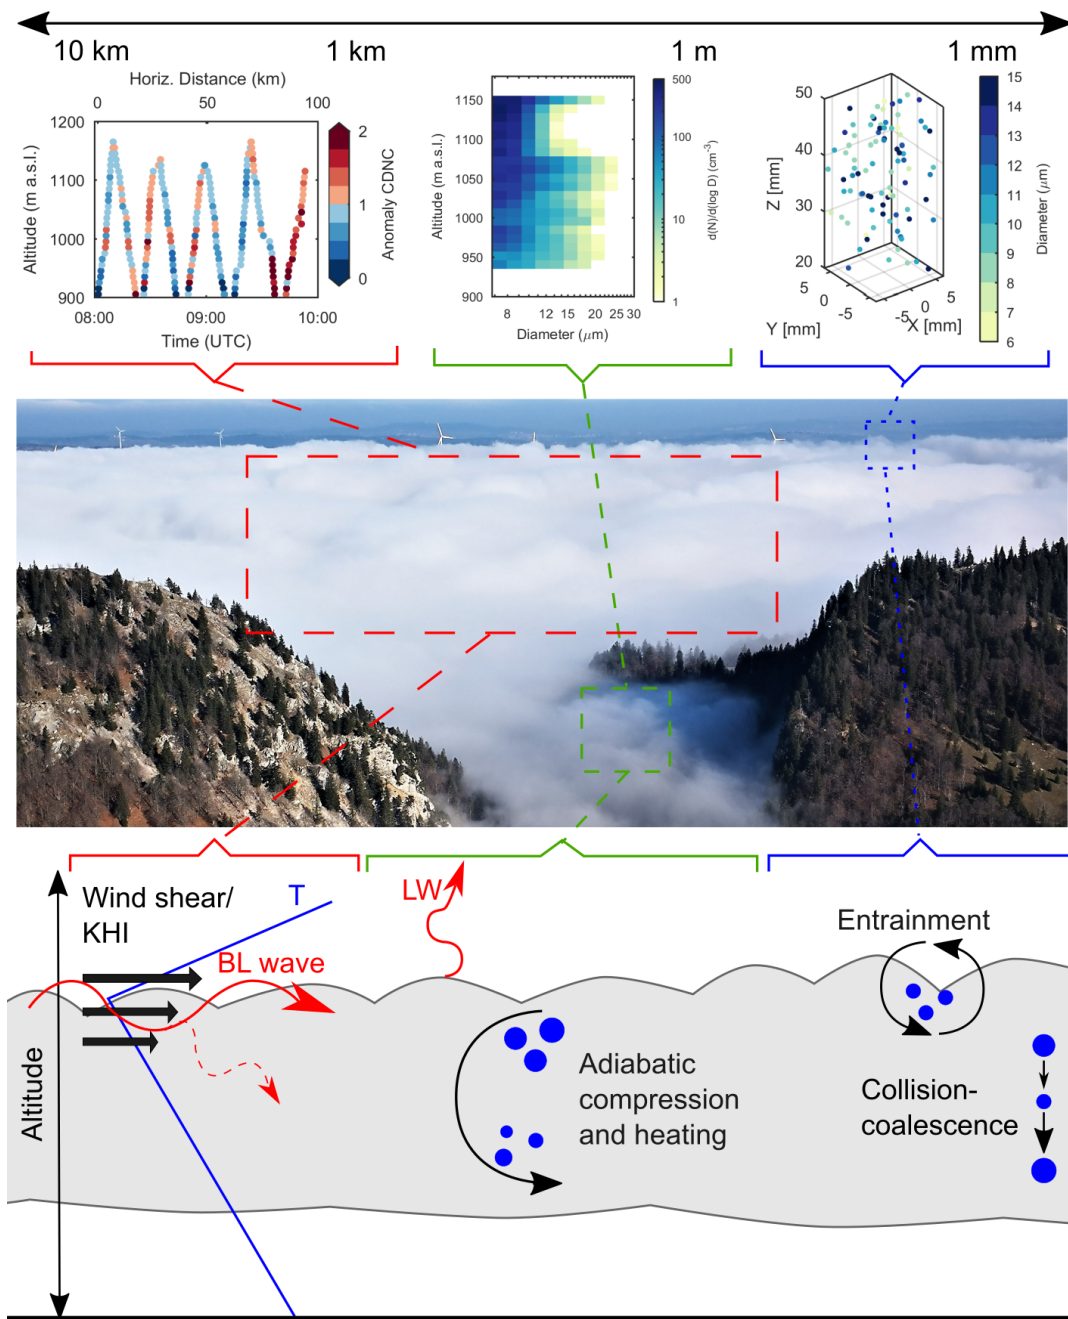 10 km
1 km
1 m
1 mm
Horiz. Distance (km)
0
50
100
1200
1100
1000
900
Altitude (m a.s.l.)
08:00
09:00
10:00
Time (UTC)
2
1
0
Anomaly CDNC
1150
1100
1050
1000
950
900
Altitude (m a.s.l.)
8
12
15
20
25
30
Diameter (μm)
500
100
10
1
d(N)/d(log D) (cm⁻³)
50
40
30
20
Z [mm]
5
0
-5
Y [mm]
-5
0
5
X [mm]
15
14
13
12
11
10
9
8
7
6
Diameter (μm)
Wind shear/
KHI
T
BL wave
LW
Altitude
Adiabatic
compression
and heating
Entrainment
Collision-
coalescence